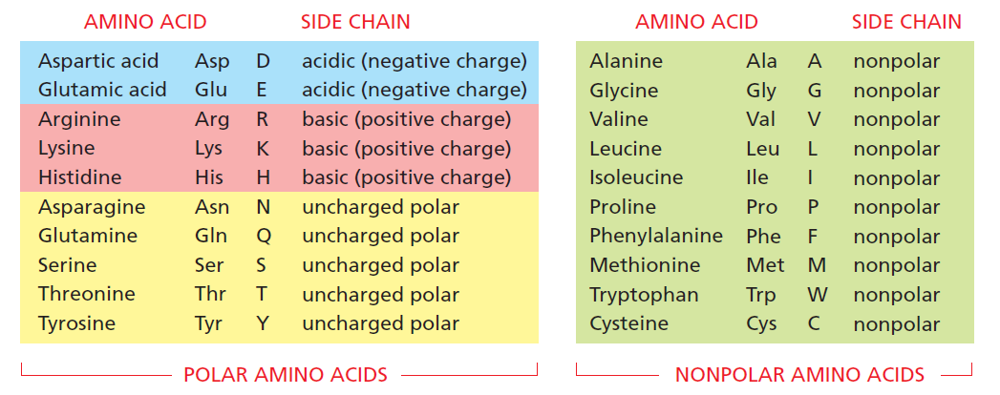 AMINO ACID SIDE CHAIN
Aspartic acid Asp D acidic (negative charge)
Glutamic acid Glu E acidic (negative charge)
Arginine Arg R basic (positive charge)
Lysine Lys K basic (positive charge)
Histidine His H basic (positive charge)
Asparagine Asn N uncharged polar
Glutamine Gln Q uncharged polar
Serine Ser S uncharged polar
Threonine Thr T uncharged polar
Tyrosine Tyr Y uncharged polar
POLAR AMINO ACIDS
AMINO ACID SIDE CHAIN
Alanine Ala A nonpolar
Glycine Gly G nonpolar
Valine Val V nonpolar
Leucine Leu L nonpolar
Isoleucine Ile I nonpolar
Proline Pro P nonpolar
Phenylalanine Phe F nonpolar
Methionine Met M nonpolar
Tryptophan Trp W nonpolar
Cysteine Cys C nonpolar
NONPOLAR AMINO ACIDS